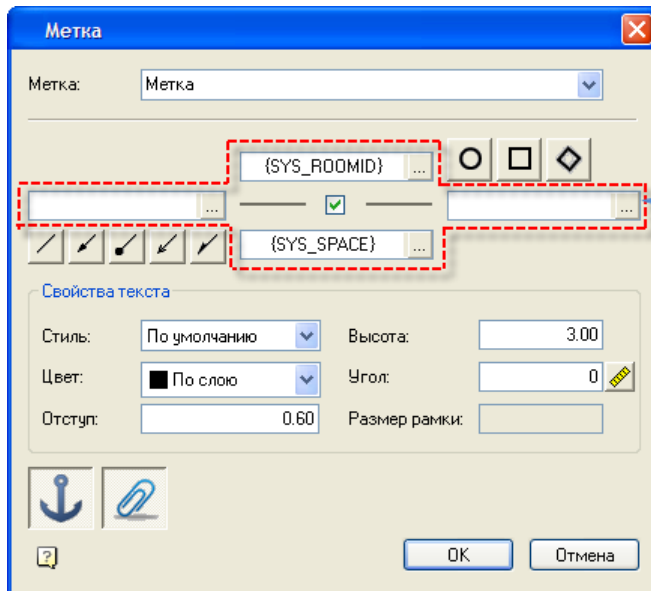 Метка
Метка: Метка
{SYS_ROOMID} ...
... ...
{SYS_SPACE} ...
Свойства текста
Стиль: По умолчанию Высота: 3.00
Цвет: По слою Угол: 0
Отступ: 0.60 Размер рамки:
?
OK Отмена